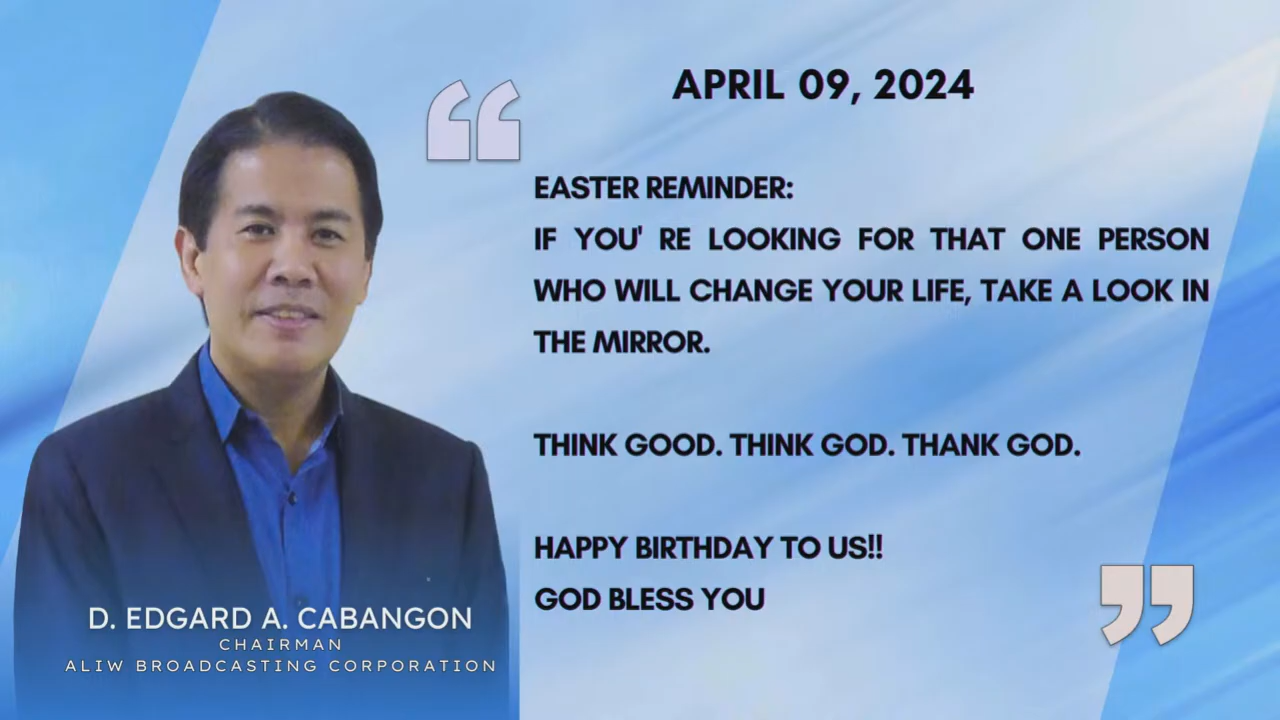 APRIL 09, 2024
EASTER REMINDER:
IF YOU' RE LOOKING FOR THAT ONE PERSON
WHO WILL CHANGE YOUR LIFE, TAKE A LOOK IN
THE MIRROR.
THINK GOOD. THINK GOD. THANK GOD.
HAPPY BIRTHDAY TO US!!
GOD BLESS YOU
D. EDGARD A. CABANGON
CHAIRMAN
ALIW BROADCASTING CORPORATION